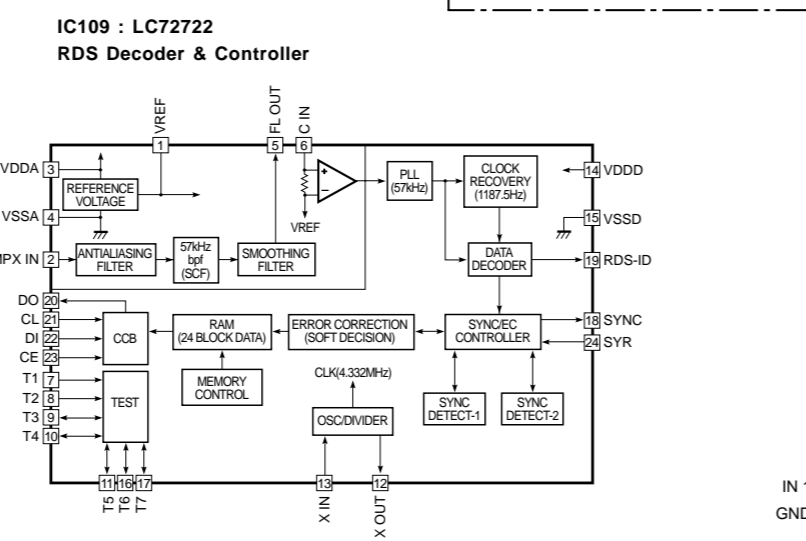 IC109 : LC72722
RDS Decoder & Controller
VREF
FL OUT
C IN
1
5
6
VDDA 3
REFERENCE
VOLTAGE
+
–
VREF
PLL
(57kHz)
CLOCK
RECOVERY
(1187.5Hz)
14 VDDD
VSSA 4
15 VSSD
MPX IN 2
ANTIALIASING
FILTER
57kHz
bpf
(SCF)
SMOOTHING
FILTER
DATA
DECODER
19 RDS-ID
DO 20
CL 21
DI 22
CE 23
CCB
RAM
(24 BLOCK DATA)
ERROR CORRECTION
(SOFT DECISION)
SYNC/EC
CONTROLLER
18 SYNC
24 SYR
T1 7
T2 8
T3 9
T4 10
TEST
MEMORY
CONTROL
CLK(4.332MHz)
OSC/DIVIDER
SYNC
DETECT-1
SYNC
DETECT-2
11 16 17
13
12
T5
T6
T7
X IN
X OUT
IN 1
GND